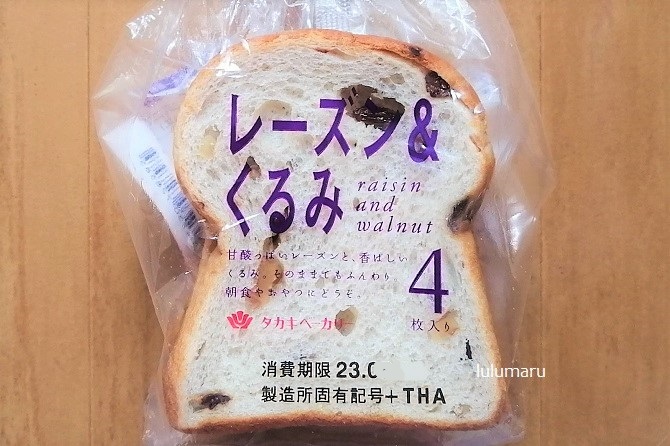 レーズン&
くるみ
raisin
and
walnut
甘酸っぱいレーズンと、香ばしい
くるみ。そのままでもふんわり
朝食やおやつにどうぞ。
4
枚入り
タカキベーカリー
消費期限 23.0
製造所固有記号+THA
lulumaru